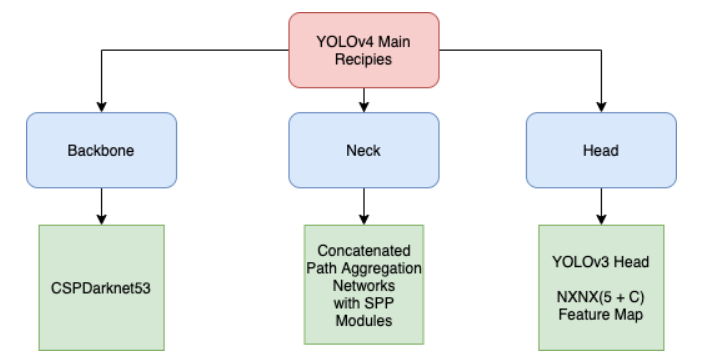 YOLOv4 Main
Recipies
Backbone
Neck
Head
CSPDarknet53
Concatenated
Path Aggregation
Networks
with SPP
Modules
YOLOv3 Head
NXNX(5 + C)
Feature Map